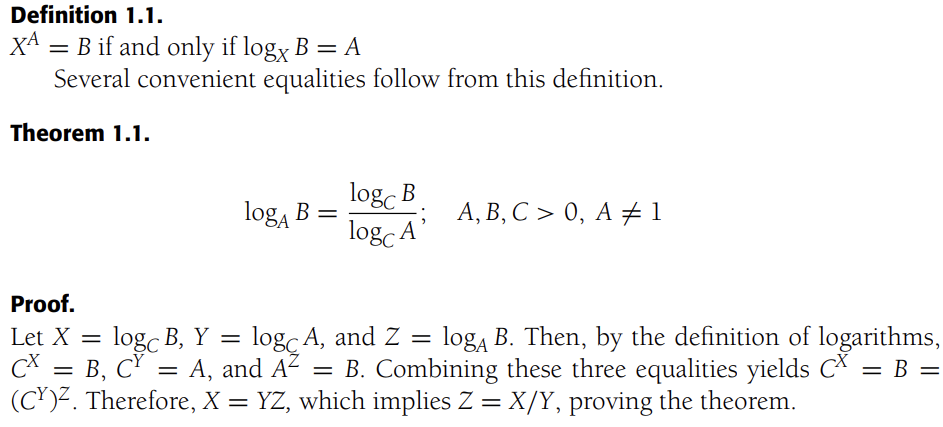 Definition 1.1.
X^A = B if and only if log_X B = A
Several convenient equalities follow from this definition.
Theorem 1.1.
log_A B = \frac{log_C B}{log_C A}; A, B, C > 0, A ≠ 1
Proof.
Let X = log_C B, Y = log_C A, and Z = log_A B. Then, by the definition of logarithms,
C^X = B, C^Y = A, and A^Z = B. Combining these three equalities yields C^X = B =
(C^Y)^Z. Therefore, X = YZ, which implies Z = X/Y, proving the theorem.